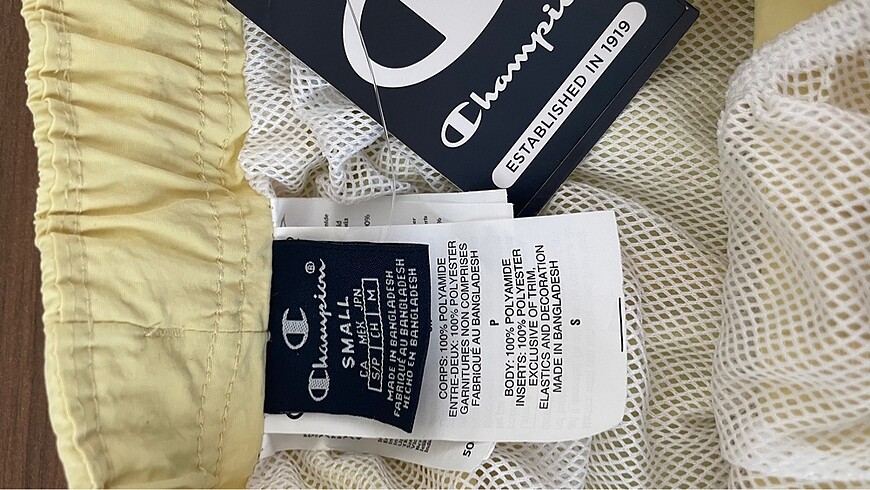 Champion
ESTABLISHED IN 1919
Champion®
SMALL
CA MEX JPN
S/P CH M
MADE IN BANGLADESH
FABRIQUÉ AU BANGLADESH
HECHO EN BANGLADESH
CORPS: 100% POLYAMIDE
ENTRE-DEUX: 100% POLYESTER
GARNITURES NON COMPRISES
FABRIQUÉ AU BANGLADESH
P
BODY: 100% POLYAMIDE
INSERTS: 100% POLYESTER
EXCLUSIVE OF TRIM,
ELASTICS AND DECORATION
MADE IN BANGLADESH
S